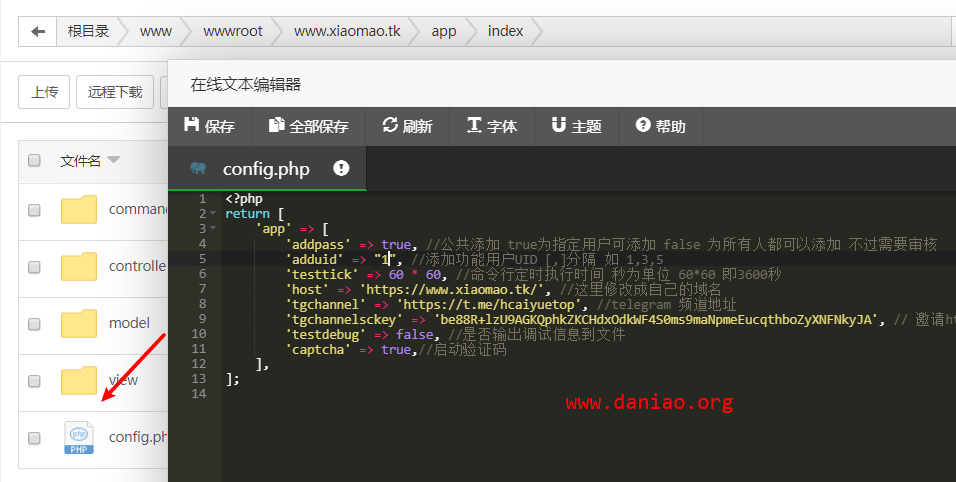 根目录 www wwwroot www.xiaomao.tk app index
上传 远程下载
在线文本编辑器
保存 全部保存 刷新 字体 主题 帮助
config.php
文件名
comman
controlle
model
view
config.ph
PHP
1 <?php
2 return [
3 'app' => [
4 'addpass' => true, //公共添加 true为指定用户可添加 false 为所有人都可以添加 不过需要审核
5 'adduid' => "1", //添加功能用户UID [,]分隔 如 1,3,5
6 'testtick' => 60 * 60, //命令行定时执行时间 秒为单位 60*60 即3600秒
7 'host' => 'https://www.xiaomao.tk/', //这里修改成自己的域名
8 'tgchannel' => 'https://t.me/hcaiyuetop', //telegram 频道地址
9 'tgchannelsckey' => 'be88R+lzU9AGKQphkZKCHdxOdkWF4S0ms9maNpmeEucqthboZyXNFNkyJA', // 邀请ht
10 'testdebug' => false, //是否输出调试信息到文件
11 'captcha' => true,//启动验证码
12 ],
13 ];
14
www.daniao.org